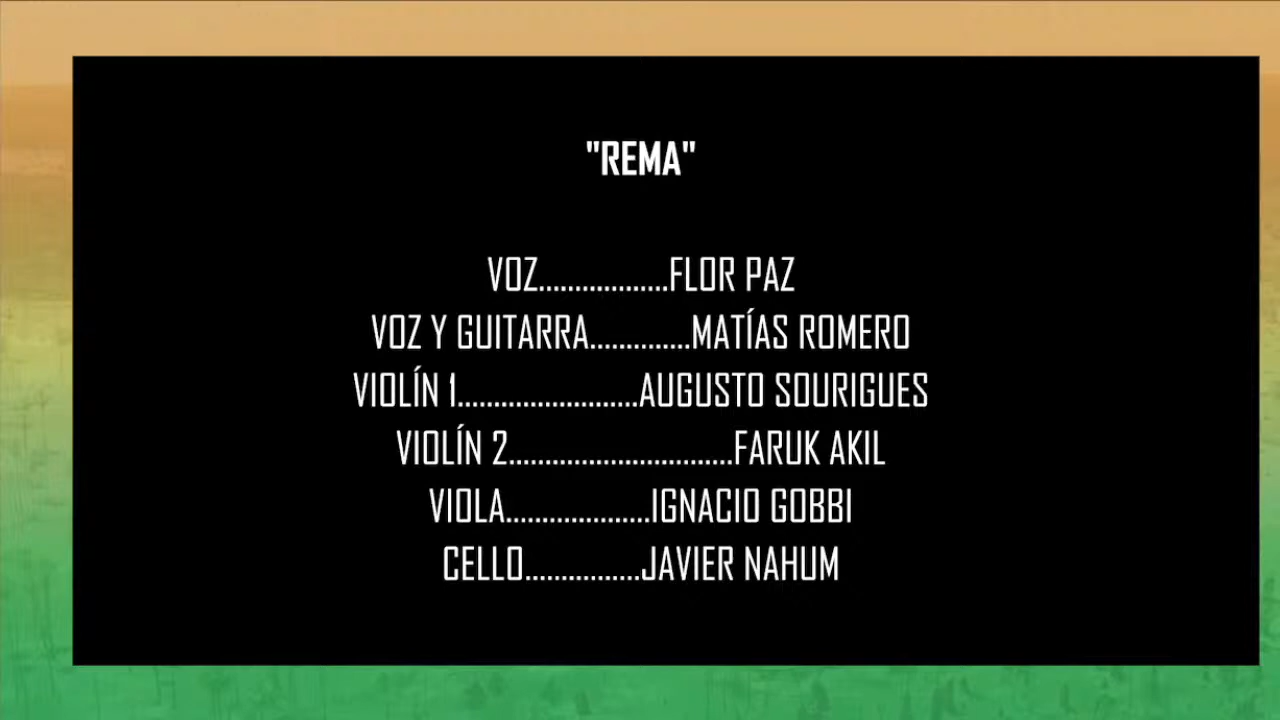 "REMA"
VOZ..................FLOR PAZ
VOZ Y GUITARRA..............MATÍAS ROMERO
VIOLÍN 1.........................AUGUSTO SOURIGUES
VIOLÍN 2...............................FARUK AKIL
VIOLA....................IGNACIO GOBBI
CELLO................JAVIER NAHUM